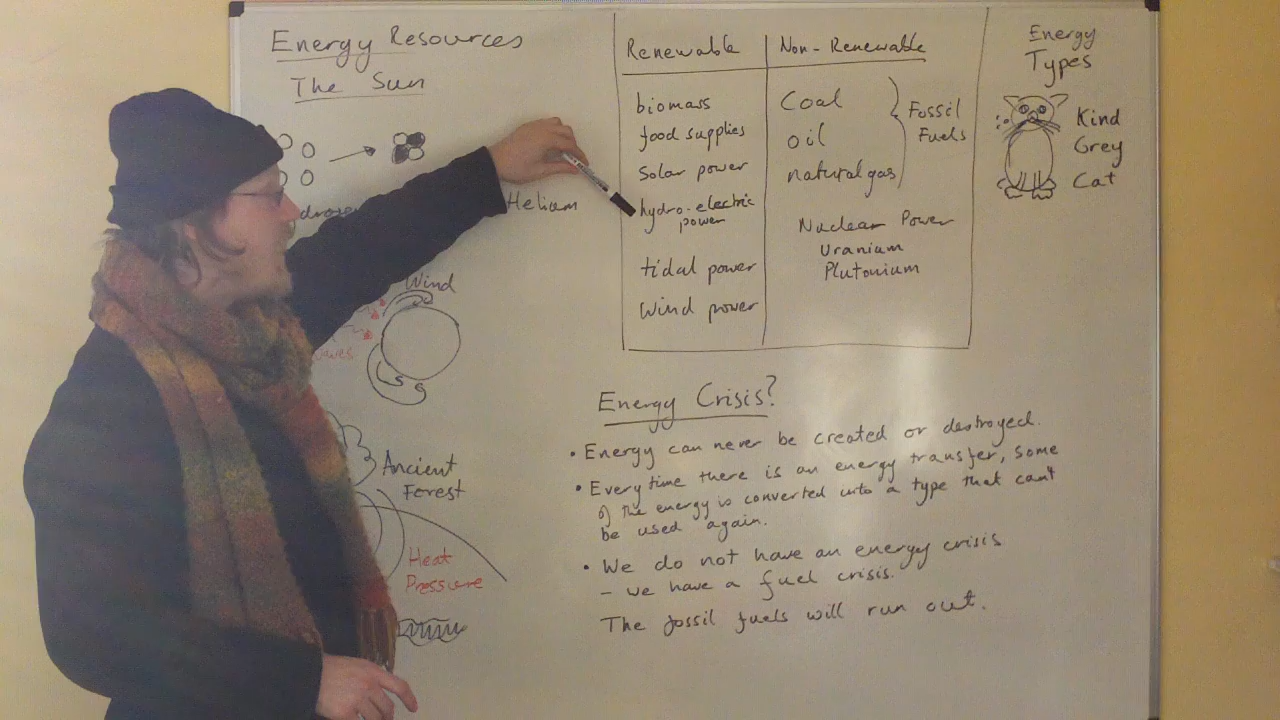 Energy Resources
The Sun
Helium
Wind
Ancient
Forest
Heat
Pressure
Renewable
biomass
food supplies
Solar power
hydro-electric
power
tidal power
Wind power
Non-Renewable
Coal
oil
natural gas
Fossil
Fuels
Nuclear Power
Uranium
Plutonium
Energy
Types
Kind
Grey
Cat
Energy Crisis?
• Energy can never be created or destroyed.
• Every time there is an energy transfer, some
of the energy is converted into a type that can't
be used again.
• We do not have an energy crisis
- we have a fuel crisis.
The fossil fuels will run out.